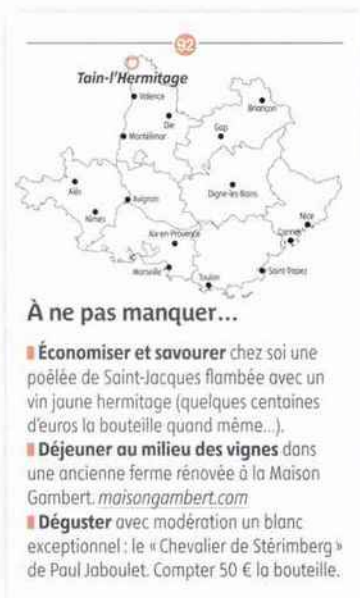 92
Tain-l'Hermitage
Valence
Die
Montélimar
Briançon
Gap
Alès
Nîmes
Avignon
Digne-les-Bains
Nice
Cannes
Aix-en-Provence
Marseille
Toulon
Saint-Tropez
À ne pas manquer...
Économiser et savourer chez soi une
poêlée de Saint-Jacques flambée avec un
vin jaune hermitage (quelques centaines
d'euros la bouteille quand même...).
Déjeuner au milieu des vignes dans
une ancienne ferme rénovée à la Maison
Gambert. maisongambert.com
Déguster avec modération un blanc
exceptionnel : le « Chevalier de Stérimberg »
de Paul Jaboulet. Compter 50 € la bouteille.